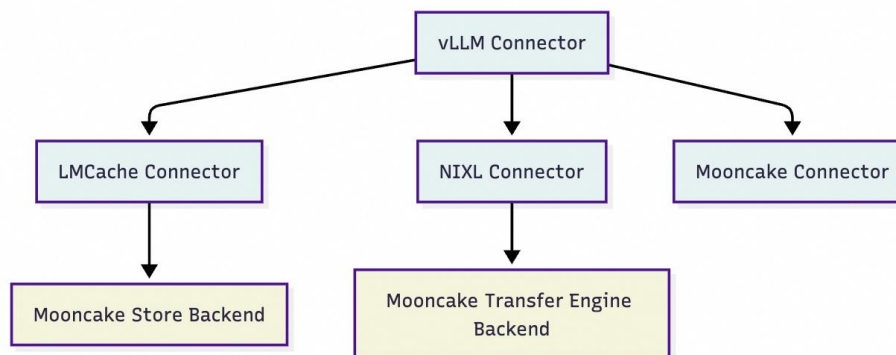 vLLM Connector
LMCache Connector
NIXL Connector
Mooncake Connector
Mooncake Store Backend
Mooncake Transfer Engine
Backend